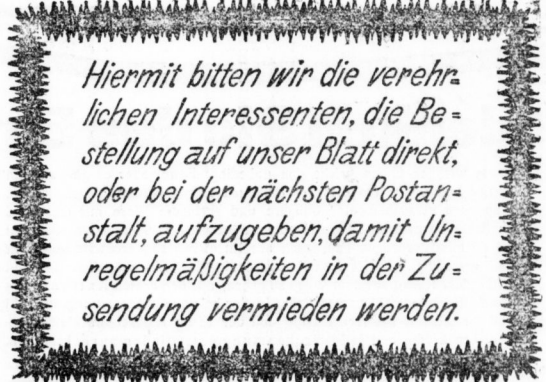 Hiermit bitten wir die verehr=
lichen Interessenten, die Be=
stellung auf unser Blatt direkt,
oder bei der nächsten Postan=
stalt, aufzugeben, damit Un=
regelmäßigkeiten in der Zu=
sendung vermieden werden.